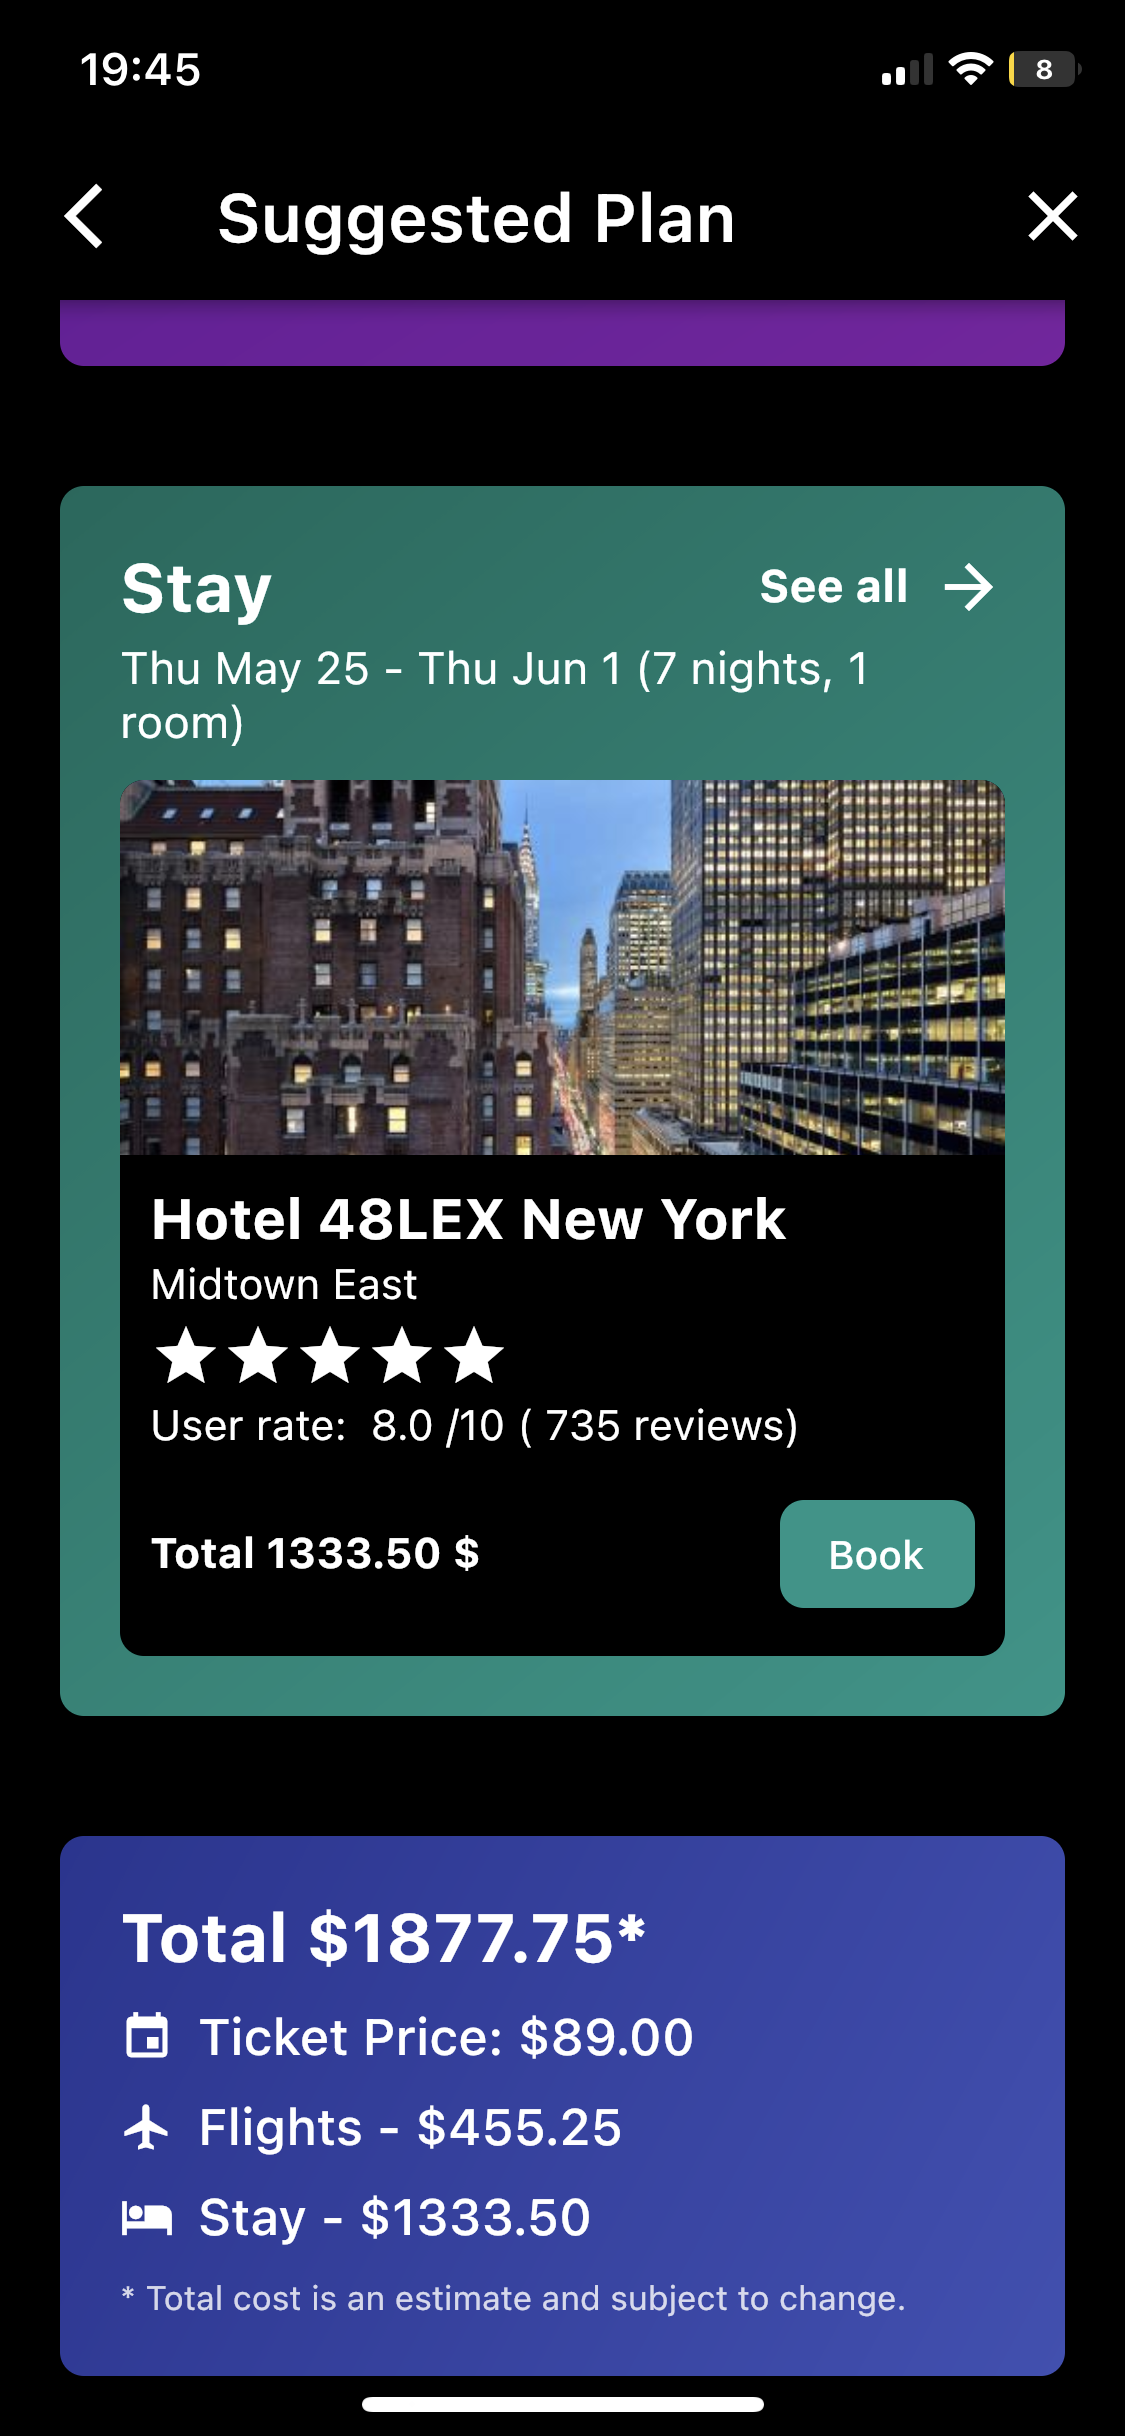 19:45
8
Suggested Plan
Stay
See all
Thu May 25 - Thu Jun 1 (7 nights, 1
room)
Hotel 48LEX New York
Midtown East
User rate:  8.0 /10 ( 735 reviews)
Total 1333.50 $
Book
Total $1877.75*
Ticket Price: $89.00
Flights - $455.25
Stay - $1333.50
* Total cost is an estimate and subject to change.